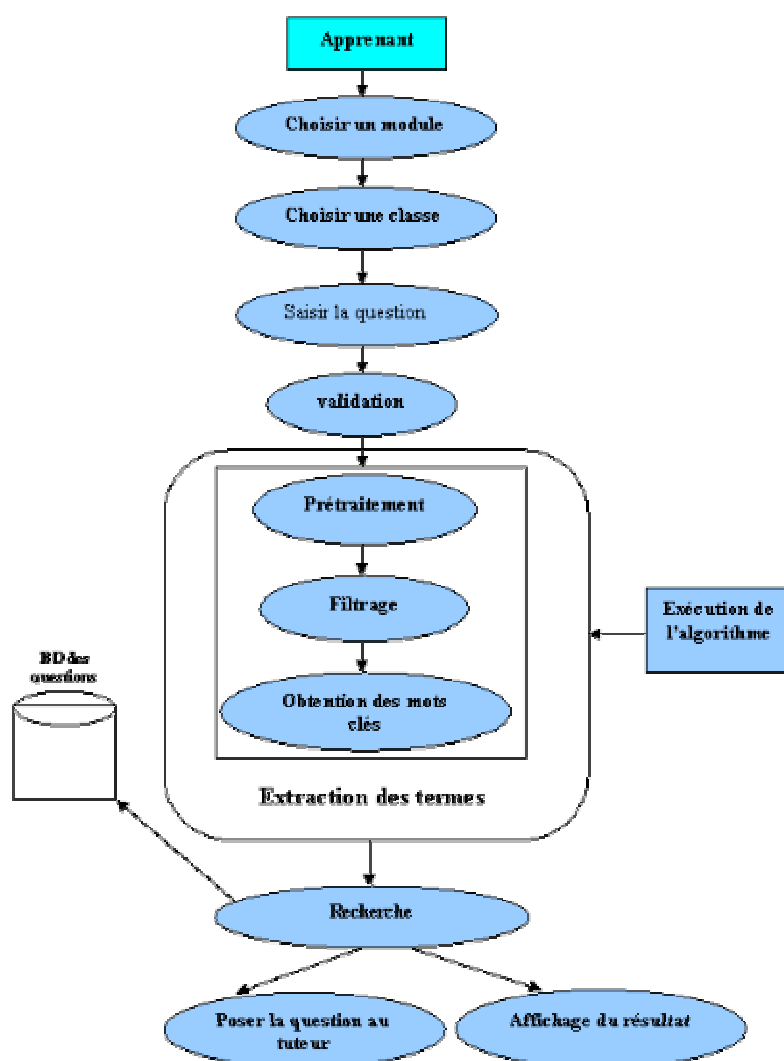 Apprenant
Choisir un module
Choisir une classe
Saisir la question
validation
Prétraitement
Filtrage
Exécution de
l'algorithme
BD des
questions
Obtention des mots
clés
Extraction des termes
Recherche
Poser la question au
tuteur
Affichage du résultat